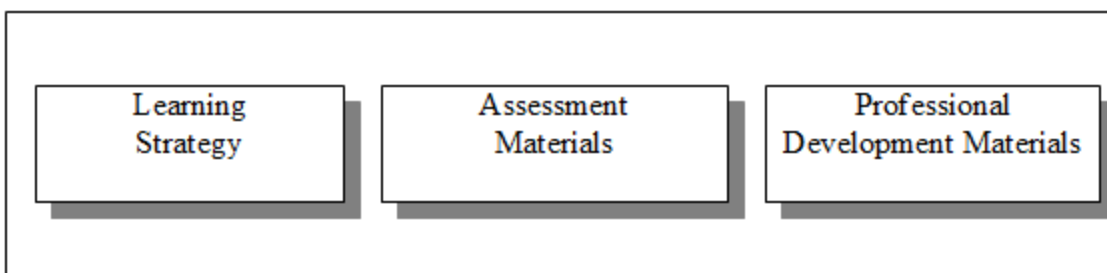 Learning
Strategy
Assessment
Materials
Professional
Development Materials